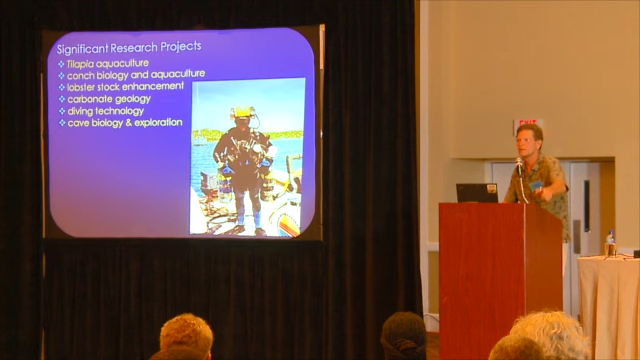 Significant Research Projects
❖ Tilapia aquaculture
❖ conch biology and aquaculture
❖ lobster stock enhancement
❖ carbonate geology
❖ diving technology
❖ cave biology & exploration
EXIT